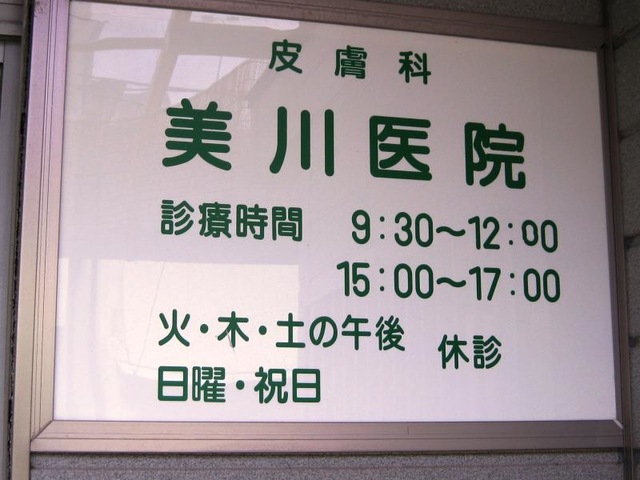 皮膚科
美川医院
診療時間 9:30～12:00
15:00～17:00
火・木・土の午後 休診
日曜・祝日